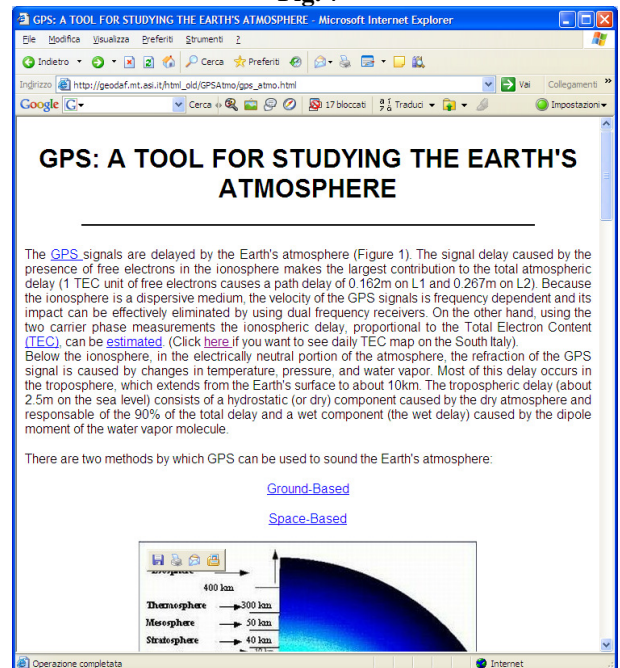 GPS: A TOOL FOR STUDYING THE EARTH'S ATMOSPHERE - Microsoft Internet Explorer
File Modifica Visualizza Preferiti Strumenti ?
Indietro Cerca Preferiti
Indirizzo http://geodaf.mt.asi.it/html_old/GPSAtmo/gps_atmo.html Vai Collegamenti »
Google G Cerca 17 bloccati Traduci Impostazioni
GPS: A TOOL FOR STUDYING THE EARTH'S
ATMOSPHERE
The GPS signals are delayed by the Earth's atmosphere (Figure 1). The signal delay caused by the
presence of free electrons in the ionosphere makes the largest contribution to the total atmospheric
delay (1 TEC unit of free electrons causes a path delay of 0.162m on L1 and 0.267m on L2). Because
the ionosphere is a dispersive medium, the velocity of the GPS signals is frequency dependent and its
impact can be effectively eliminated by using dual frequency receivers. On the other hand, using the
two carrier phase measurements the ionospheric delay, proportional to the Total Electron Content
(TEC), can be estimated. (Click here if you want to see daily TEC map on the South Italy).
Below the ionosphere, in the electrically neutral portion of the atmosphere, the refraction of the GPS
signal is caused by changes in temperature, pressure, and water vapor. Most of this delay occurs in
the troposphere, which extends from the Earth's surface to about 10km. The tropospheric delay (about
2.5m on the sea level) consists of a hydrostatic (or dry) component caused by the dry atmosphere and
responsable of the 90% of the total delay and a wet component (the wet delay) caused by the dipole
moment of the water vapor molecule.
There are two methods by which GPS can be used to sound the Earth's atmosphere:
Ground-Based
Space-Based
400 km
Thermosphere 300 km
Mesosphere 50 km
Stratosphere 40 km
Operazione completata Internet